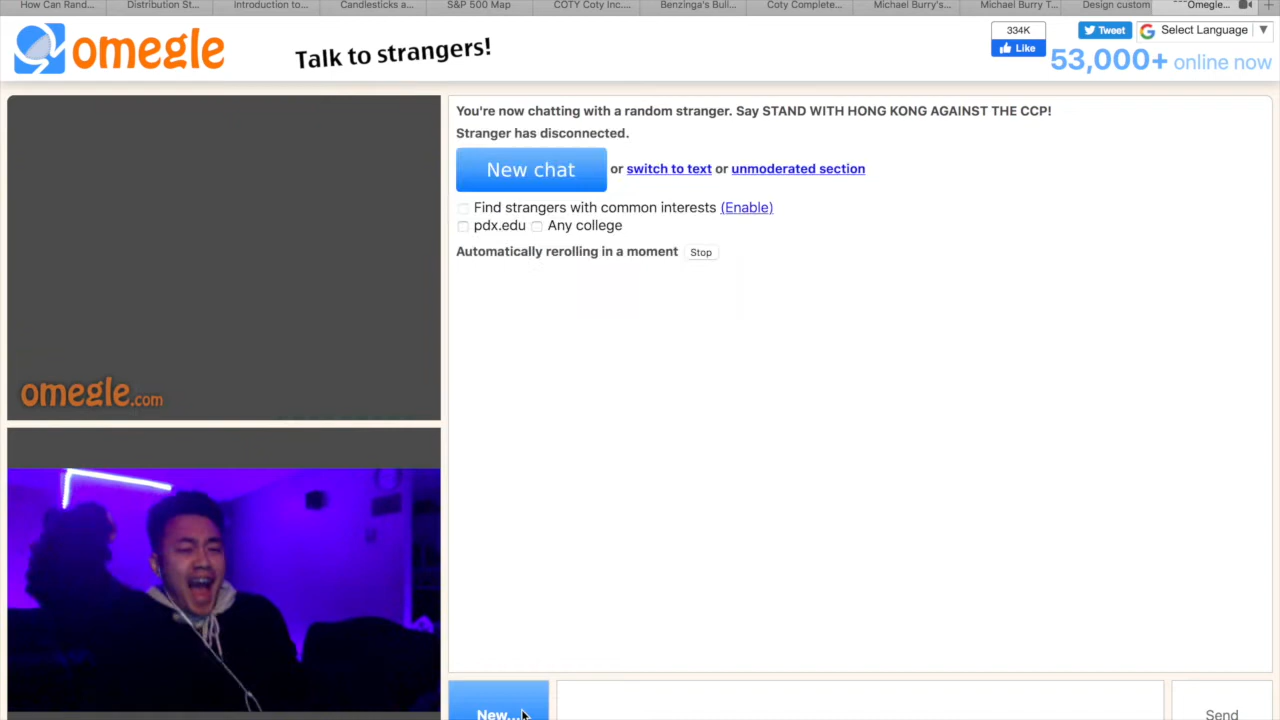 How Can Rand...
Distribution St...
Introduction to...
Candlesticks a...
S&P 500 Map
COTY Coty Inc....
Benzinga's Bull...
Coty Complete...
Michael Burry's...
Michael Burry T...
Design custom
Omegle...
omegle
Talk to strangers!
334K
Like
Tweet
Select Language
53,000+ online now
You're now chatting with a random stranger. Say STAND WITH HONG KONG AGAINST THE CCP!
Stranger has disconnected.
New chat or switch to text or unmoderated section
Find strangers with common interests (Enable)
pdx.edu Any college
Automatically rerolling in a moment Stop
omegle.com
New...
Send